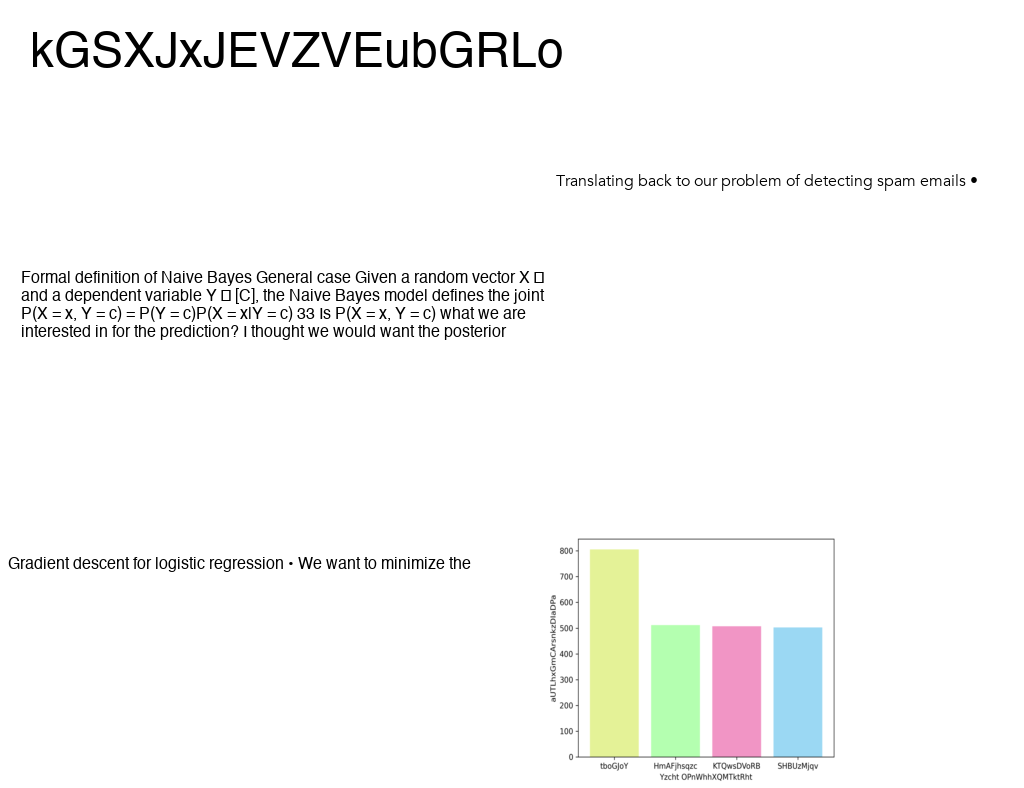 kGSXJxJEVZVEubGRLo
Translating back to our problem of detecting spam emails •
Formal definition of Naive Bayes General case Given a random vector X □
and a dependent variable Y □ [C], the Naive Bayes model defines the joint
P(X = x, Y = c) = P(Y = c)P(X = x|Y = c) 33 Is P(X = x, Y = c) what we are
interested in for the prediction? I thought we would want the posterior
Gradient descent for logistic regression • We want to minimize the
800
700
600
500
400
300
200
100
0
aUTLhxGmCArsnkzDIaDPa
tboGJoY HmAFjhsqzc KTQwsDVoRB SHBUzMjqv
Yzcht OPnWhhXQMTktRht